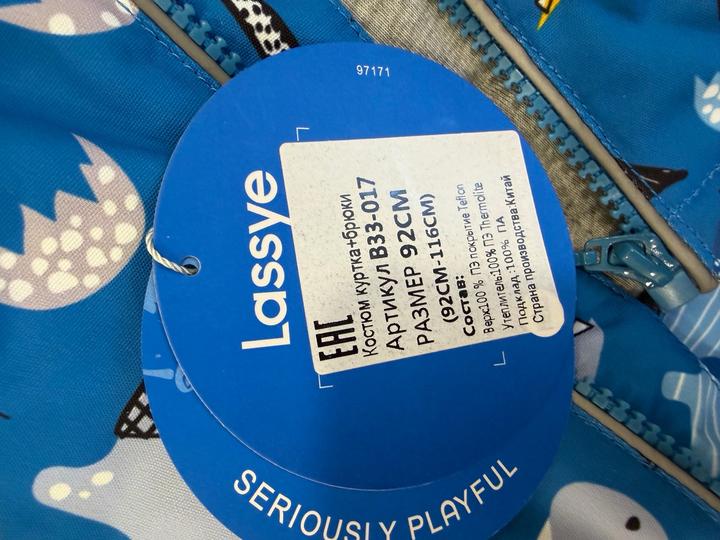 97171
Lassye
EAC
Костюм куртка+брюки
Артикул В33-017
РАЗМЕР 92СМ
(92СМ-116СМ)
Состав:
Верх:100 % ПЭ покрытие Teflon
Утеплитель:100% ПЭ Thermolite
Подклад :100% ПА
Страна производства:Китай
SERIOUSLY PLAYFUL